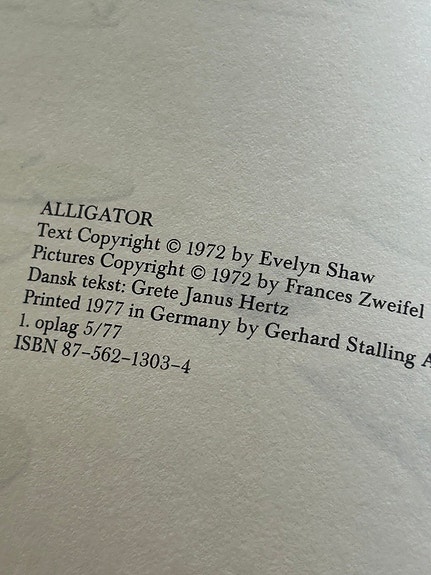 ALLIGATOR
Text Copyright © 1972 by Evelyn Shaw
Pictures Copyright © 1972 by Frances Zweifel
Dansk tekst: Grete Janus Hertz
Printed 1977 in Germany by Gerhard Stalling A
1. oplag 5/77
ISBN 87-562-1303-4